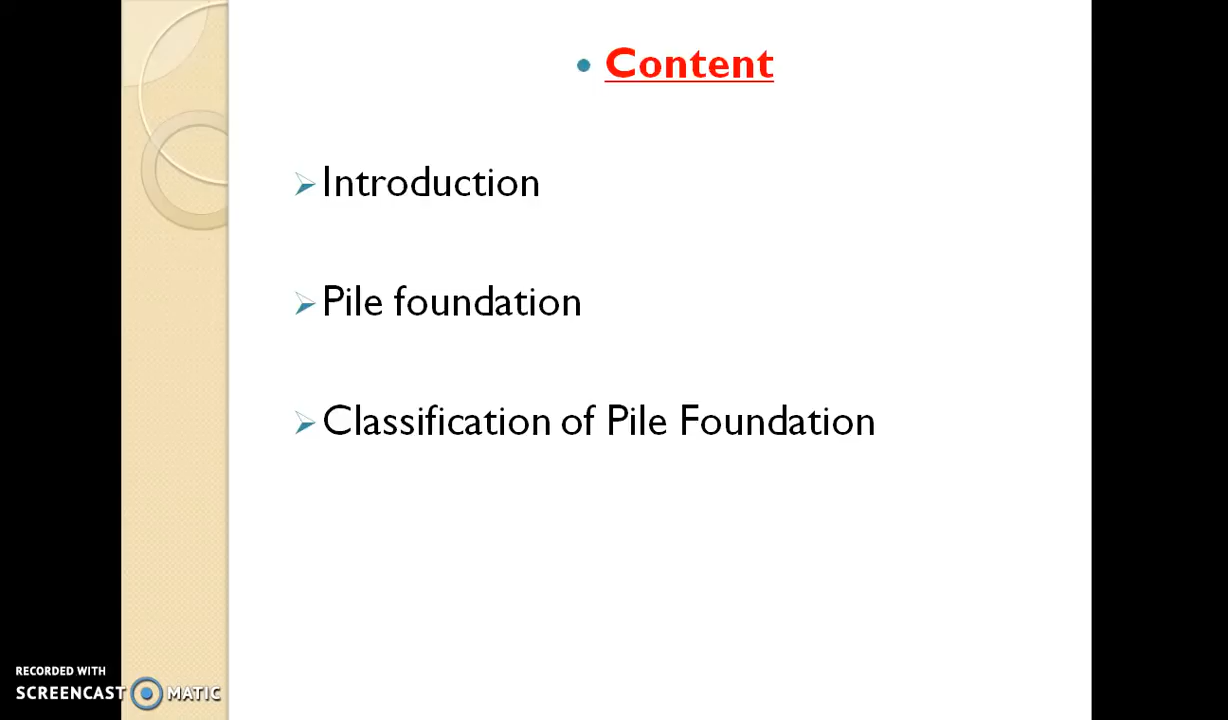 • Content
➢ Introduction
➢ Pile foundation
➢ Classification of Pile Foundation
RECORDED WITH
SCREENCAST MATIC